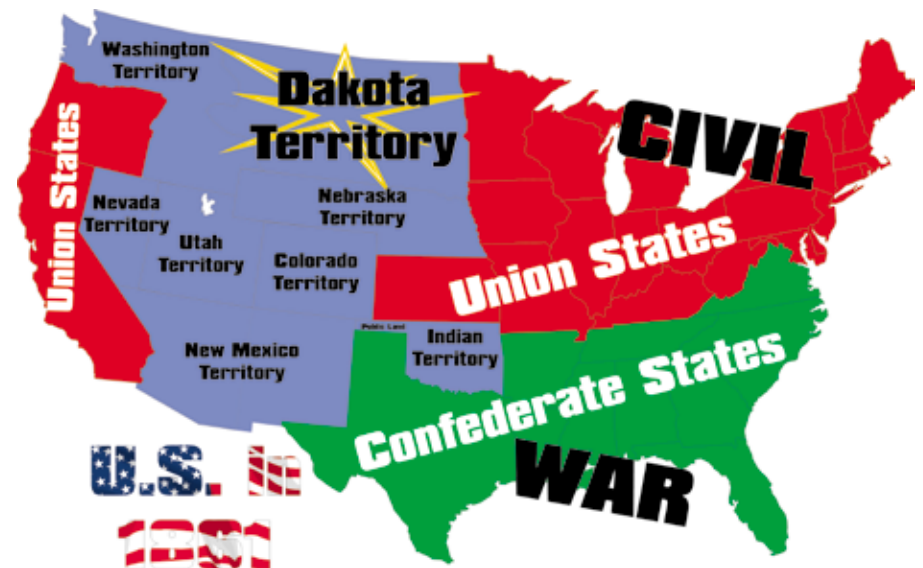 Washington
Territory
Dakota
Territory
CIVIL
Union States
Nevada
Territory
Nebraska
Territory
Utah
Territory
Colorado
Territory
Union States
Public Land
Indian
Territory
New Mexico
Territory
Confederate States
WAR
U.S. in
1861